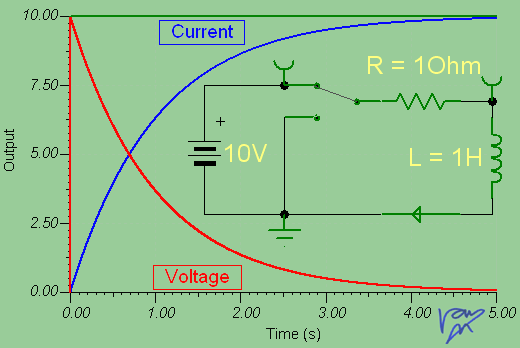 10.00
Current
7.50
R = 1Ohm
+
10V
L = 1H
Output
5.00
2.50
Voltage
0.00
0.00 1.00 2.00 3.00 4.00 5.00
Time (s)